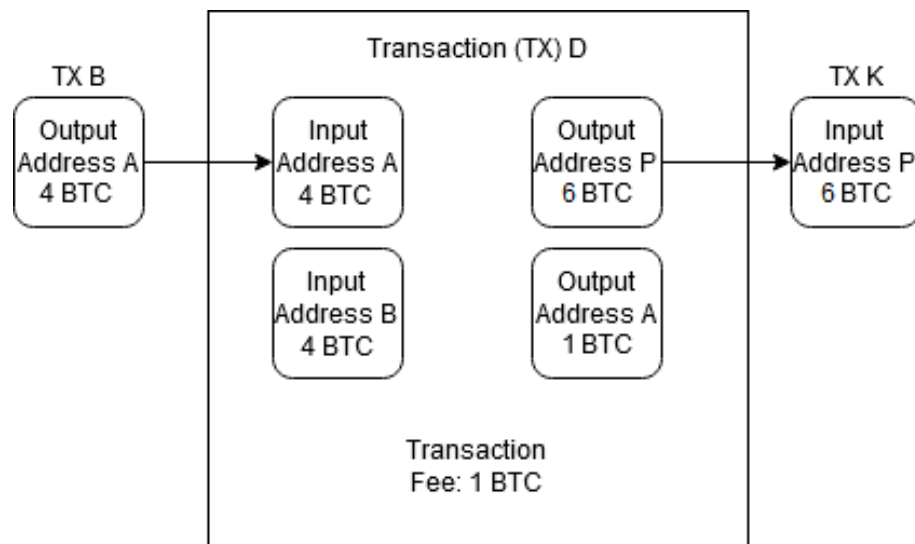 Transaction (TX) D
TX B
Output
Address A
4 BTC
Input
Address A
4 BTC
Output
Address P
6 BTC
TX K
Input
Address P
6 BTC
Input
Address B
4 BTC
Output
Address A
1 BTC
Transaction
Fee: 1 BTC